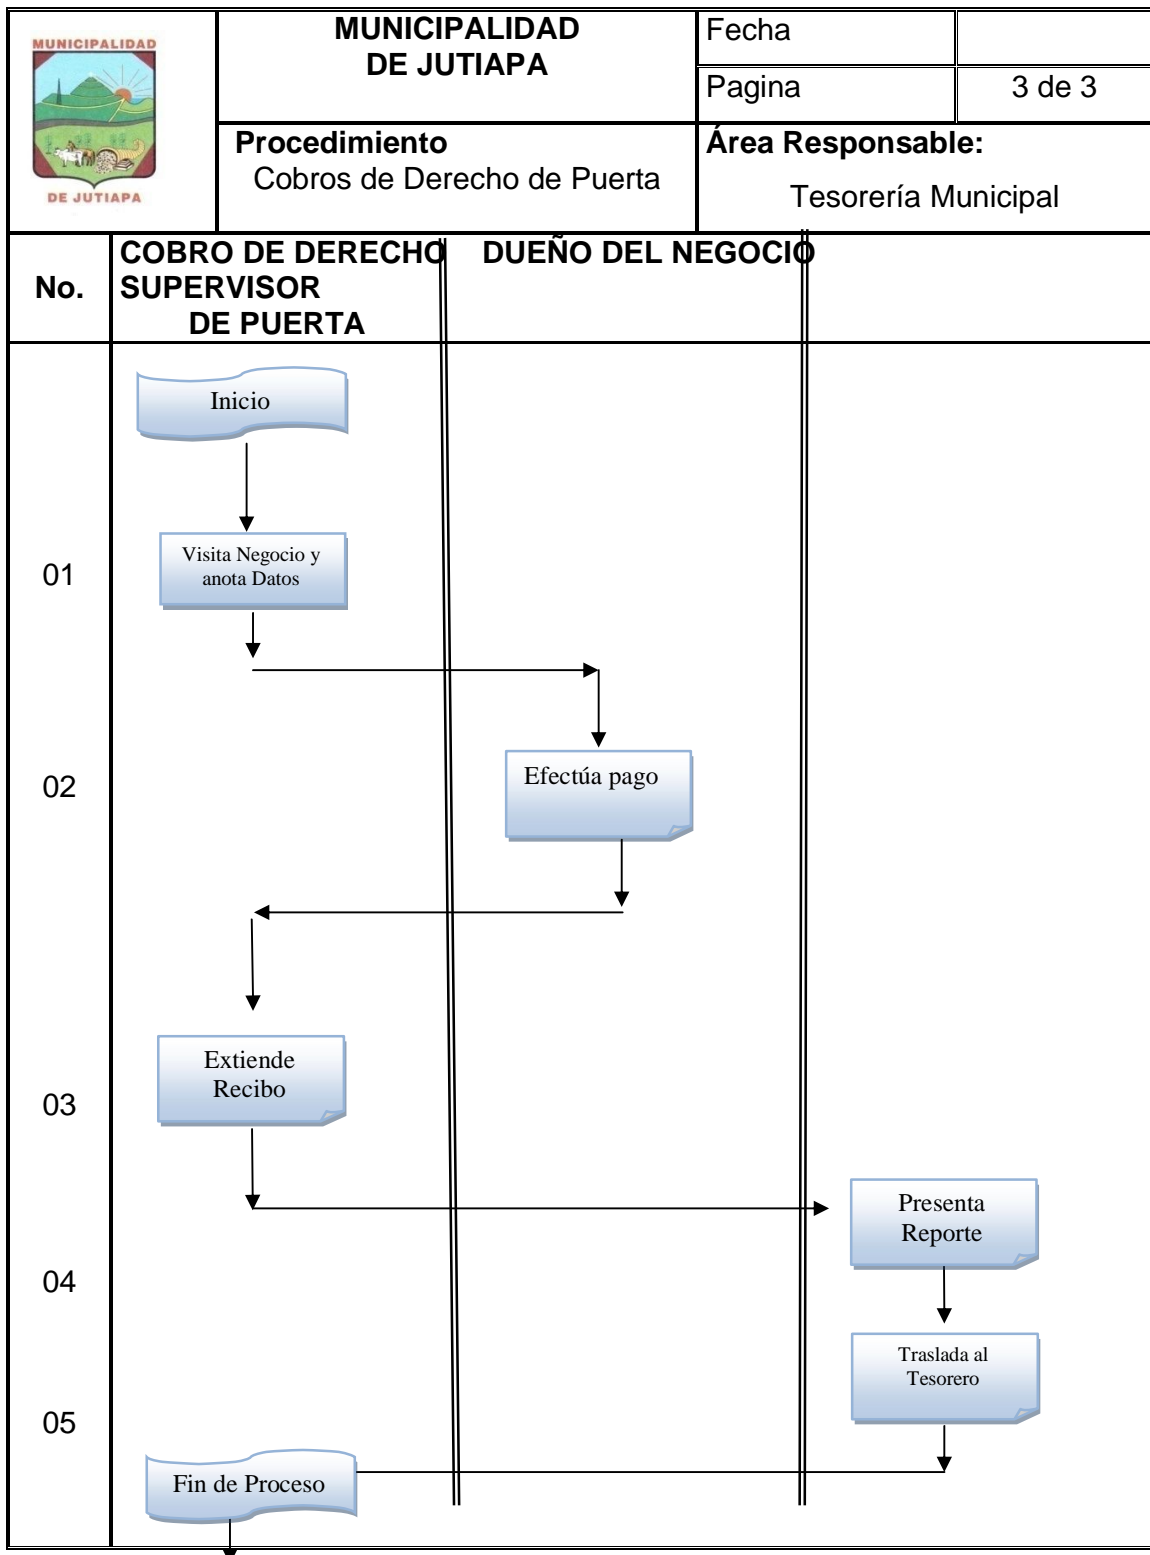 MUNICIPALIDAD
DE JUTIAPA
MUNICIPALIDAD
DE JUTIAPA
Fecha
Pagina
3 de 3
Procedimiento
Cobros de Derecho de Puerta
Área Responsable:
Tesorería Municipal
No.
COBRO DE DERECHO
DUEÑO DEL NEGOCIO
SUPERVISOR
DE PUERTA
Inicio
01
Visita Negocio y
anota Datos
02
Efectúa pago
03
Extiende
Recibo
04
Presenta
Reporte
05
Traslada al
Tesorero
Fin de Proceso